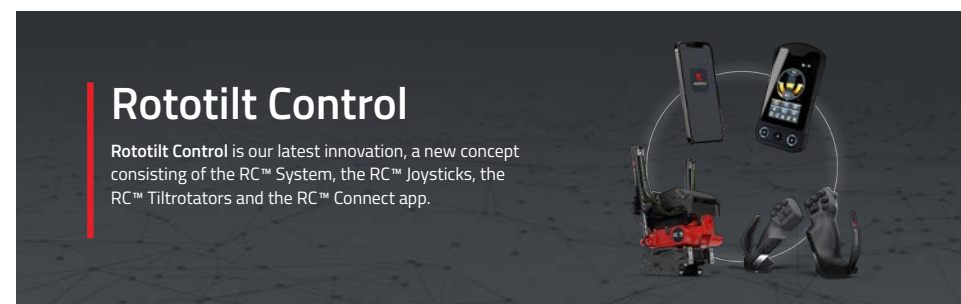 Rototilt Control
Rototilt Control is our latest innovation, a new concept
consisting of the RC™ System, the RC™ Joysticks, the
RC™ Tiltrotators and the RC™ Connect app.